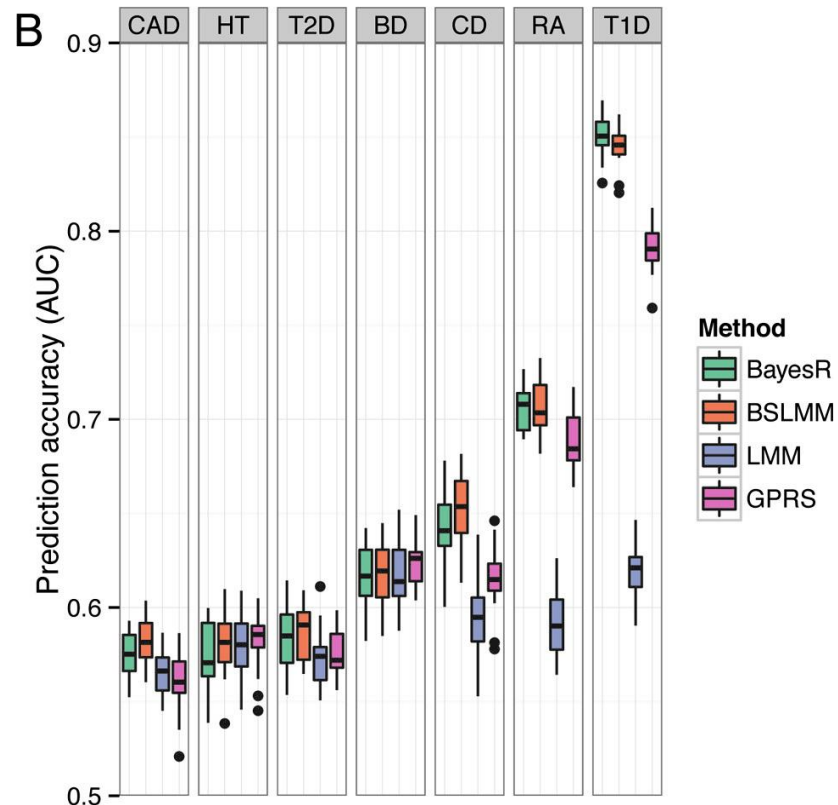 B
CAD HT T2D BD CD RA T1D
0.9
0.8
0.7
0.6
0.5
Prediction accuracy (AUC)
Method
BayesR
BSLMM
LMM
GPRS